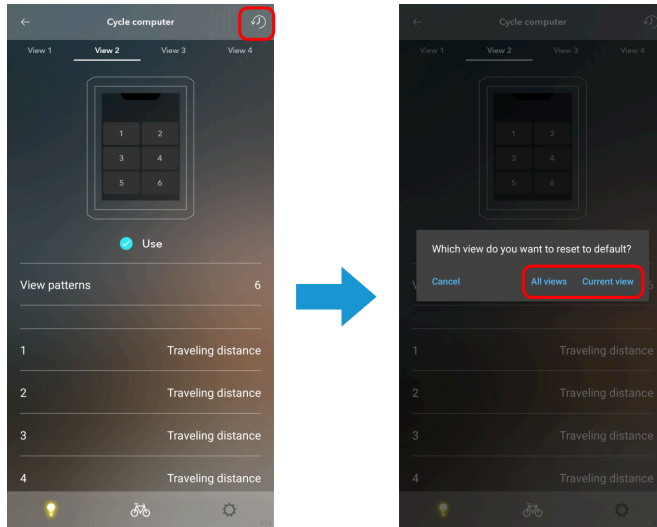 Cycle computer
View 1 View 2 View 3 View 4
1 2
3 4
5 6
Use
View patterns 6
1 Traveling distance
2 Traveling distance
3 Traveling distance
4 Traveling distance
Cycle computer
View 1 View 2 View 3 View 4
1 2
3 4
5 6
Which view do you want to reset to default?
Cancel All views Current view
1 Traveling distance
2 Traveling distance
3 Traveling distance
4 Traveling distance